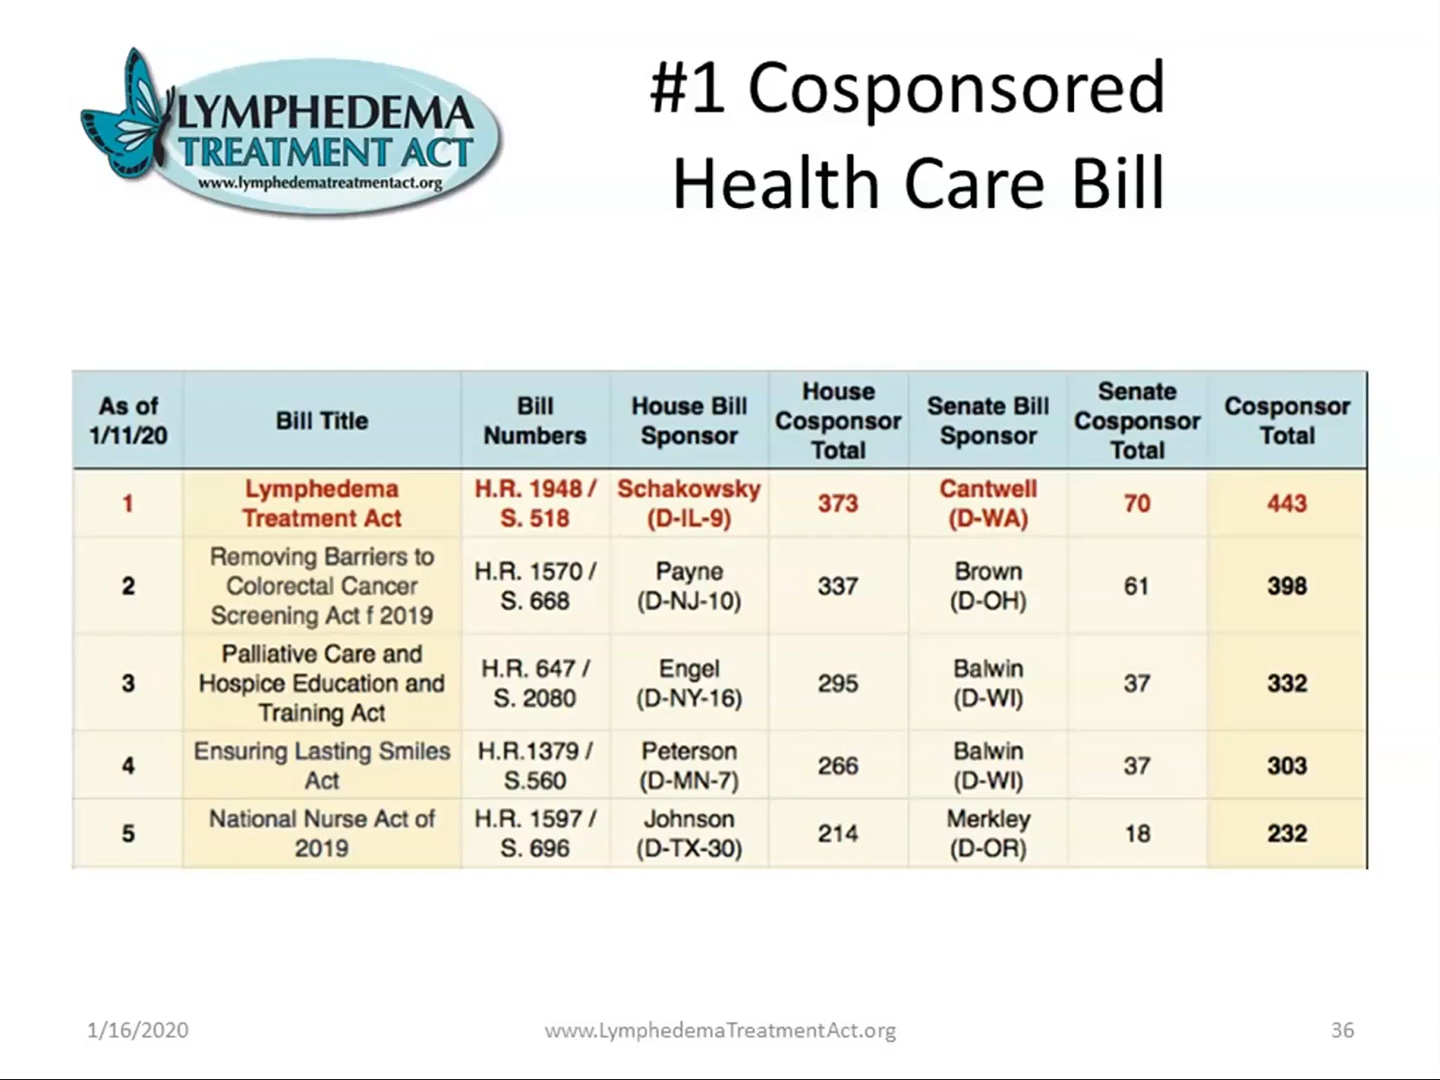 LYMPHEDEMA
TREATMENT ACT
www.lymphedematreatmentact.org
#1 Cosponsored
Health Care Bill
As of
1/11/20
Bill Title
Bill
Numbers
House Bill
Sponsor
House
Cosponsor
Total
Senate Bill
Sponsor
Senate
Cosponsor
Total
Cosponsor
Total
1
Lymphedema
Treatment Act
H.R. 1948 /
S. 518
Schakowsky
(D-IL-9)
373
Cantwell
(D-WA)
70
443
2
Removing Barriers to
Colorectal Cancer
Screening Act f 2019
H.R. 1570 /
S. 668
Payne
(D-NJ-10)
337
Brown
(D-OH)
61
398
3
Palliative Care and
Hospice Education and
Training Act
H.R. 647 /
S. 2080
Engel
(D-NY-16)
295
Balwin
(D-WI)
37
332
4
Ensuring Lasting Smiles
Act
H.R.1379 /
S.560
Peterson
(D-MN-7)
266
Balwin
(D-WI)
37
303
5
National Nurse Act of
2019
H.R. 1597 /
S. 696
Johnson
(D-TX-30)
214
Merkley
(D-OR)
18
232
1/16/2020
www.LymphedemaTreatmentAct.org
36